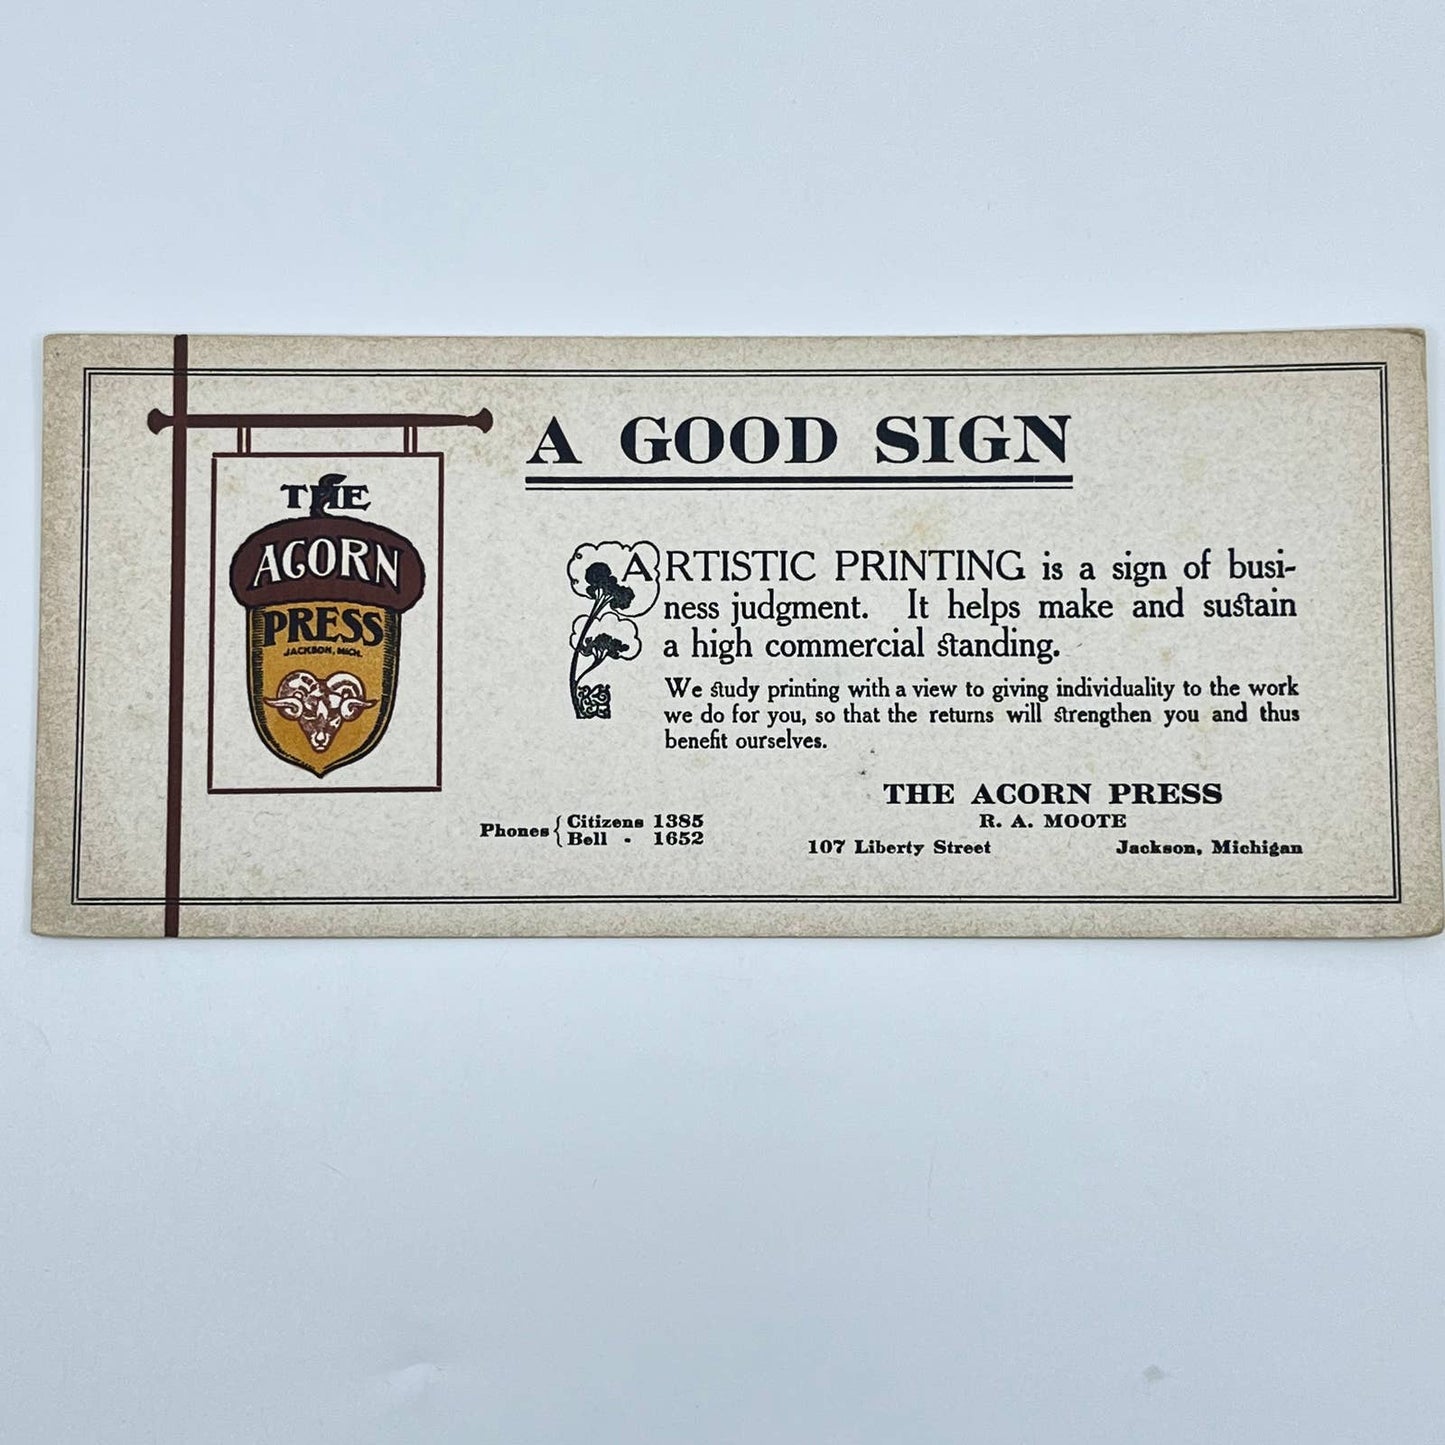 THE
ACORN
PRESS
JACKSON, MICH.
A GOOD SIGN
ARTISTIC PRINTING is a sign of busi-
ness judgment. It helps make and sustain
a high commercial standing.
We study printing with a view to giving individuality to the work
we do for you, so that the returns will strengthen you and thus
benefit ourselves.
THE ACORN PRESS
R. A. MOOTE
107 Liberty Street Jackson, Michigan
Phones { Citizens 1385
Bell - 1652